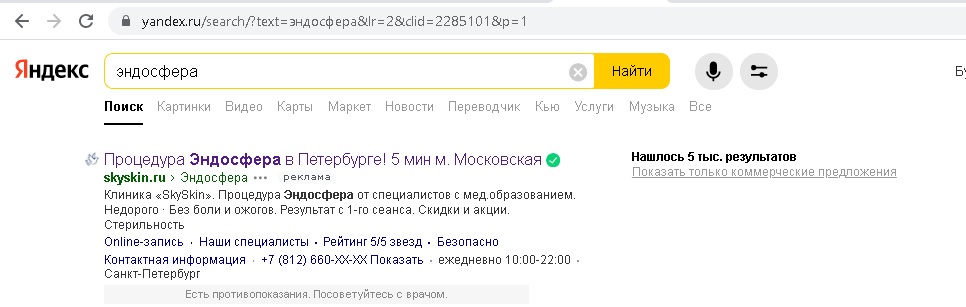 yandex.ru/search/?text=эндосфера&lr=2&clid=2285101&p=1
Яндекс
эндосфера
Найти
Поиск Картинки Видео Карты Маркет Новости Переводчик Кью Услуги Музыка Все
Процедура Эндосфера в Петербурге! 5 мин м. Московская
skyskin.ru › Эндосфера ••• реклама
Клиника «SkySkin». Процедура Эндосфера от специалистов с мед.образованием.
Недорого · Без боли и ожогов. Результат с 1-го сеанса. Скидки и акции.
Стерильность
Online-запись · Наши специалисты · Рейтинг 5/5 звезд · Безопасно
Контактная информация · +7 (812) 660-XX-XX Показать · ежедневно 10:00-22:00 ·
Санкт-Петербург
Есть противопоказания. Посоветуйтесь с врачом.
Нашлось 5 тыс. результатов
Показать только коммерческие предложения